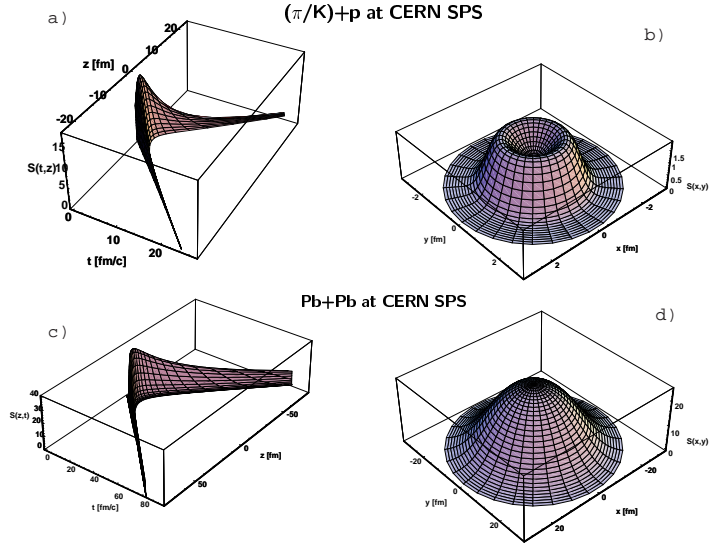 (π/K)+p at CERN SPS
a)
20
10
z [fm]
0
-10
-20
15
S(t,z)
10
5
0
0
10
20
t [fm/c]
b)
1.5
1
0.5
0
S(x,y)
-2
0
2
y [fm]
-2
0
2
x [fm]
Pb+Pb at CERN SPS
c)
40
30
S(z,t)
20
10
0
0
20
40
60
80
t [fm/c]
-50
0
50
z [fm]
d)
20
10
0
S(x,y)
-20
0
20
y [fm]
-20
0
20
x [fm]